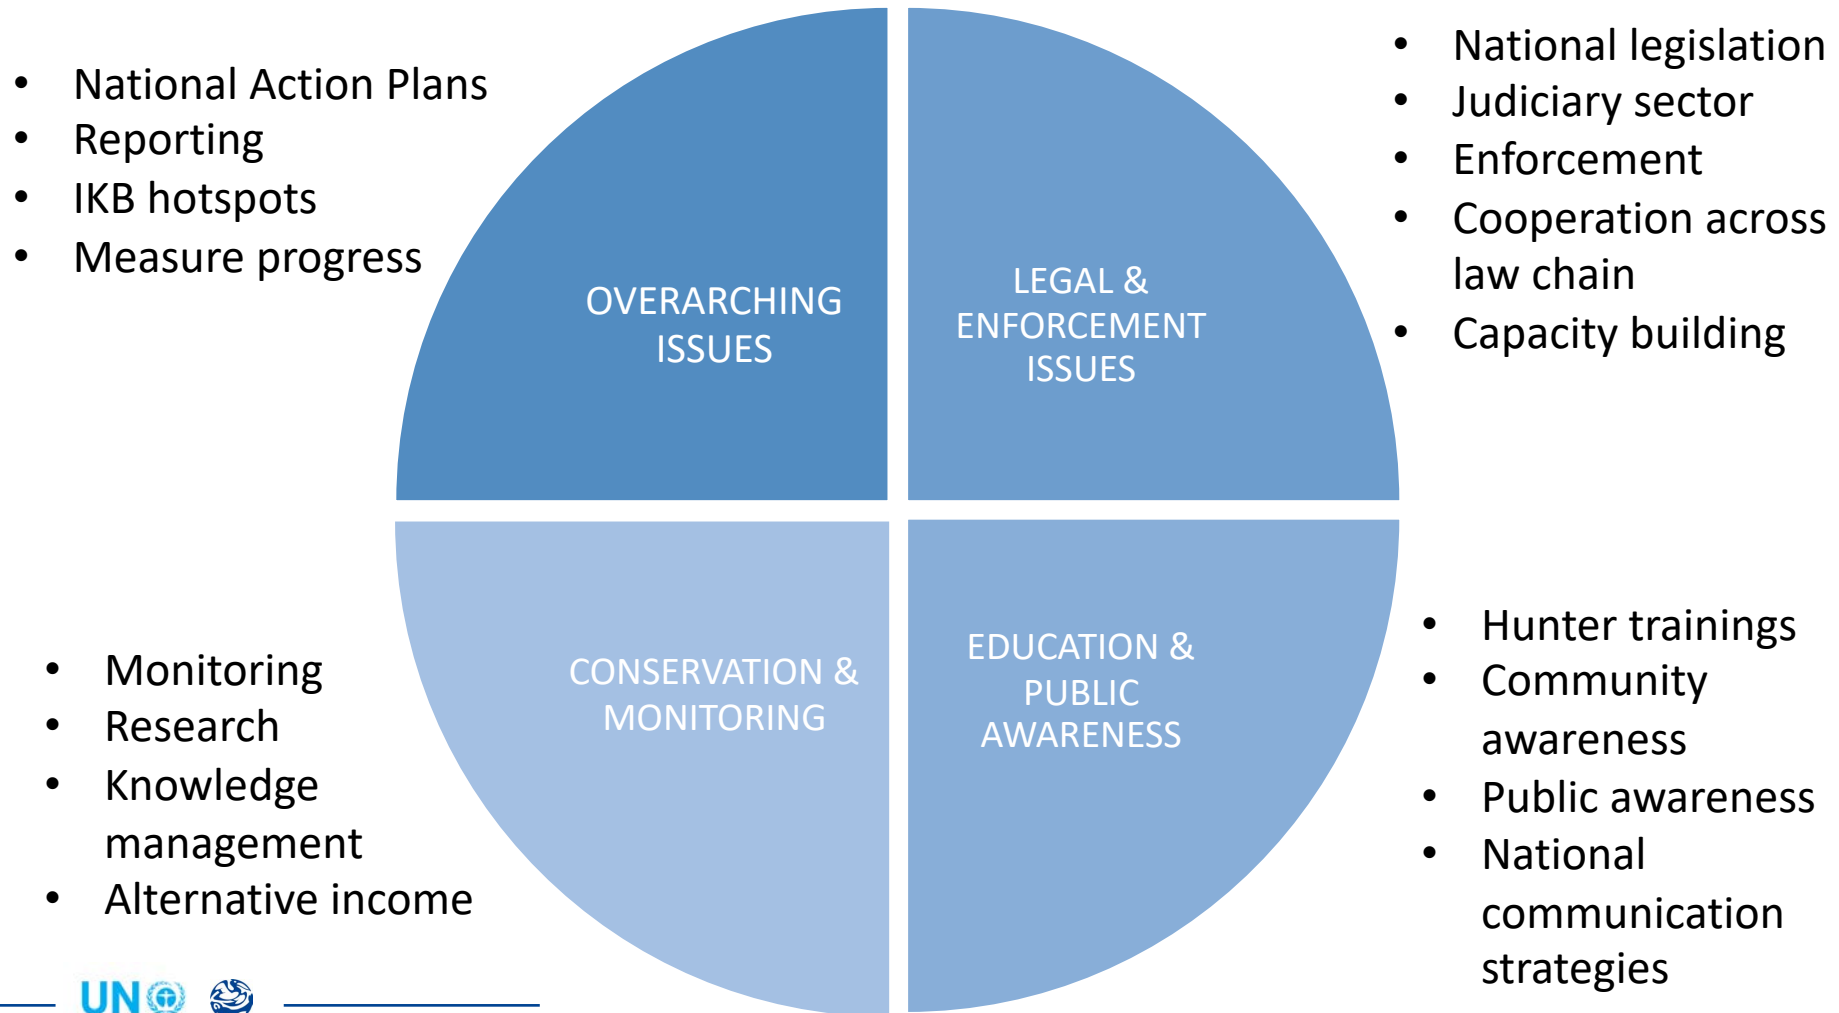 • National Action Plans
• Reporting
• IKB hotspots
• Measure progress
OVERARCHING
ISSUES
• National legislation
• Judiciary sector
• Enforcement
• Cooperation across
law chain
• Capacity building
LEGAL &
ENFORCEMENT
ISSUES
• Monitoring
• Research
• Knowledge
management
• Alternative income
CONSERVATION &
MONITORING
EDUCATION &
PUBLIC
AWARENESS
• Hunter trainings
• Community
awareness
• Public awareness
• National
communication
strategies
UN